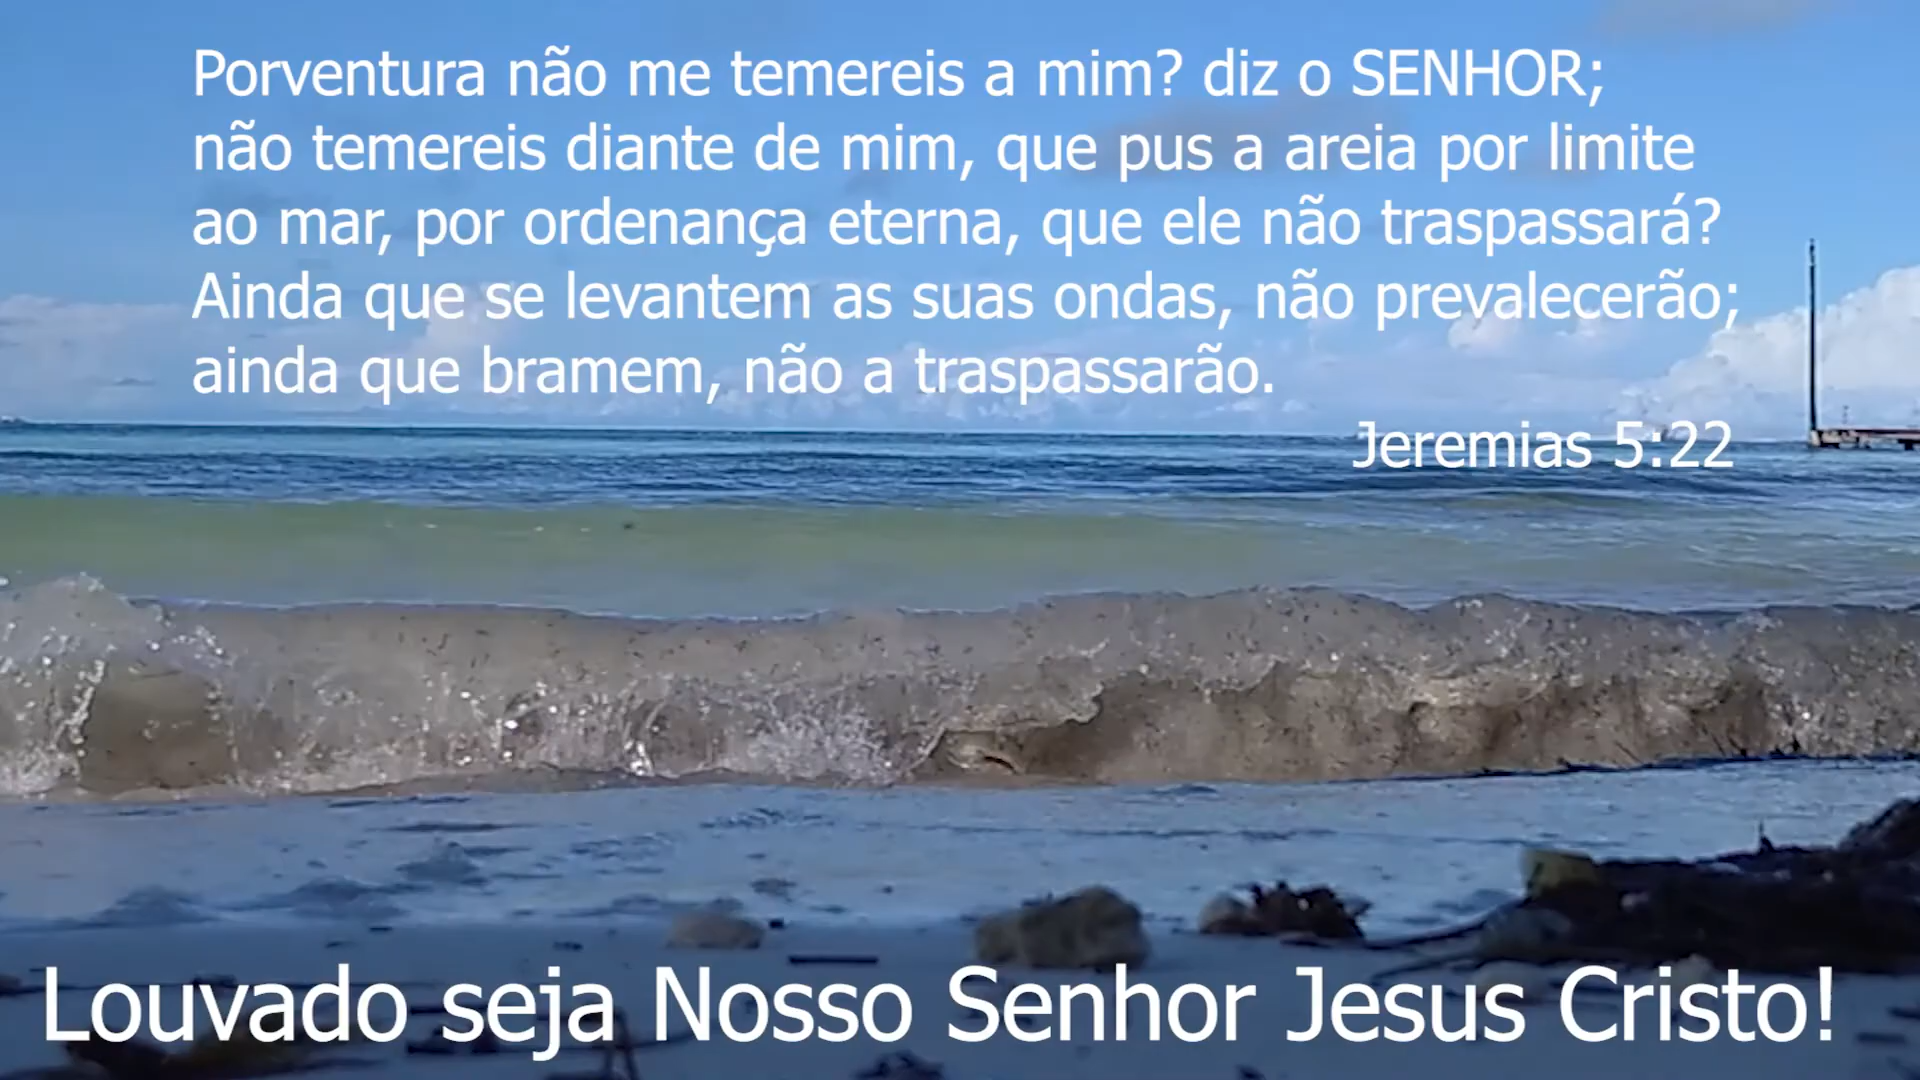 Porventura não me temereis a mim? diz o SENHOR;
não temereis diante de mim, que pus a areia por limite
ao mar, por ordenança eterna, que ele não traspassará?
Ainda que se levantem as suas ondas, não prevalecerão;
ainda que bramem, não a traspassarão.
Jeremias 5:22
Louvado seja Nosso Senhor Jesus Cristo!